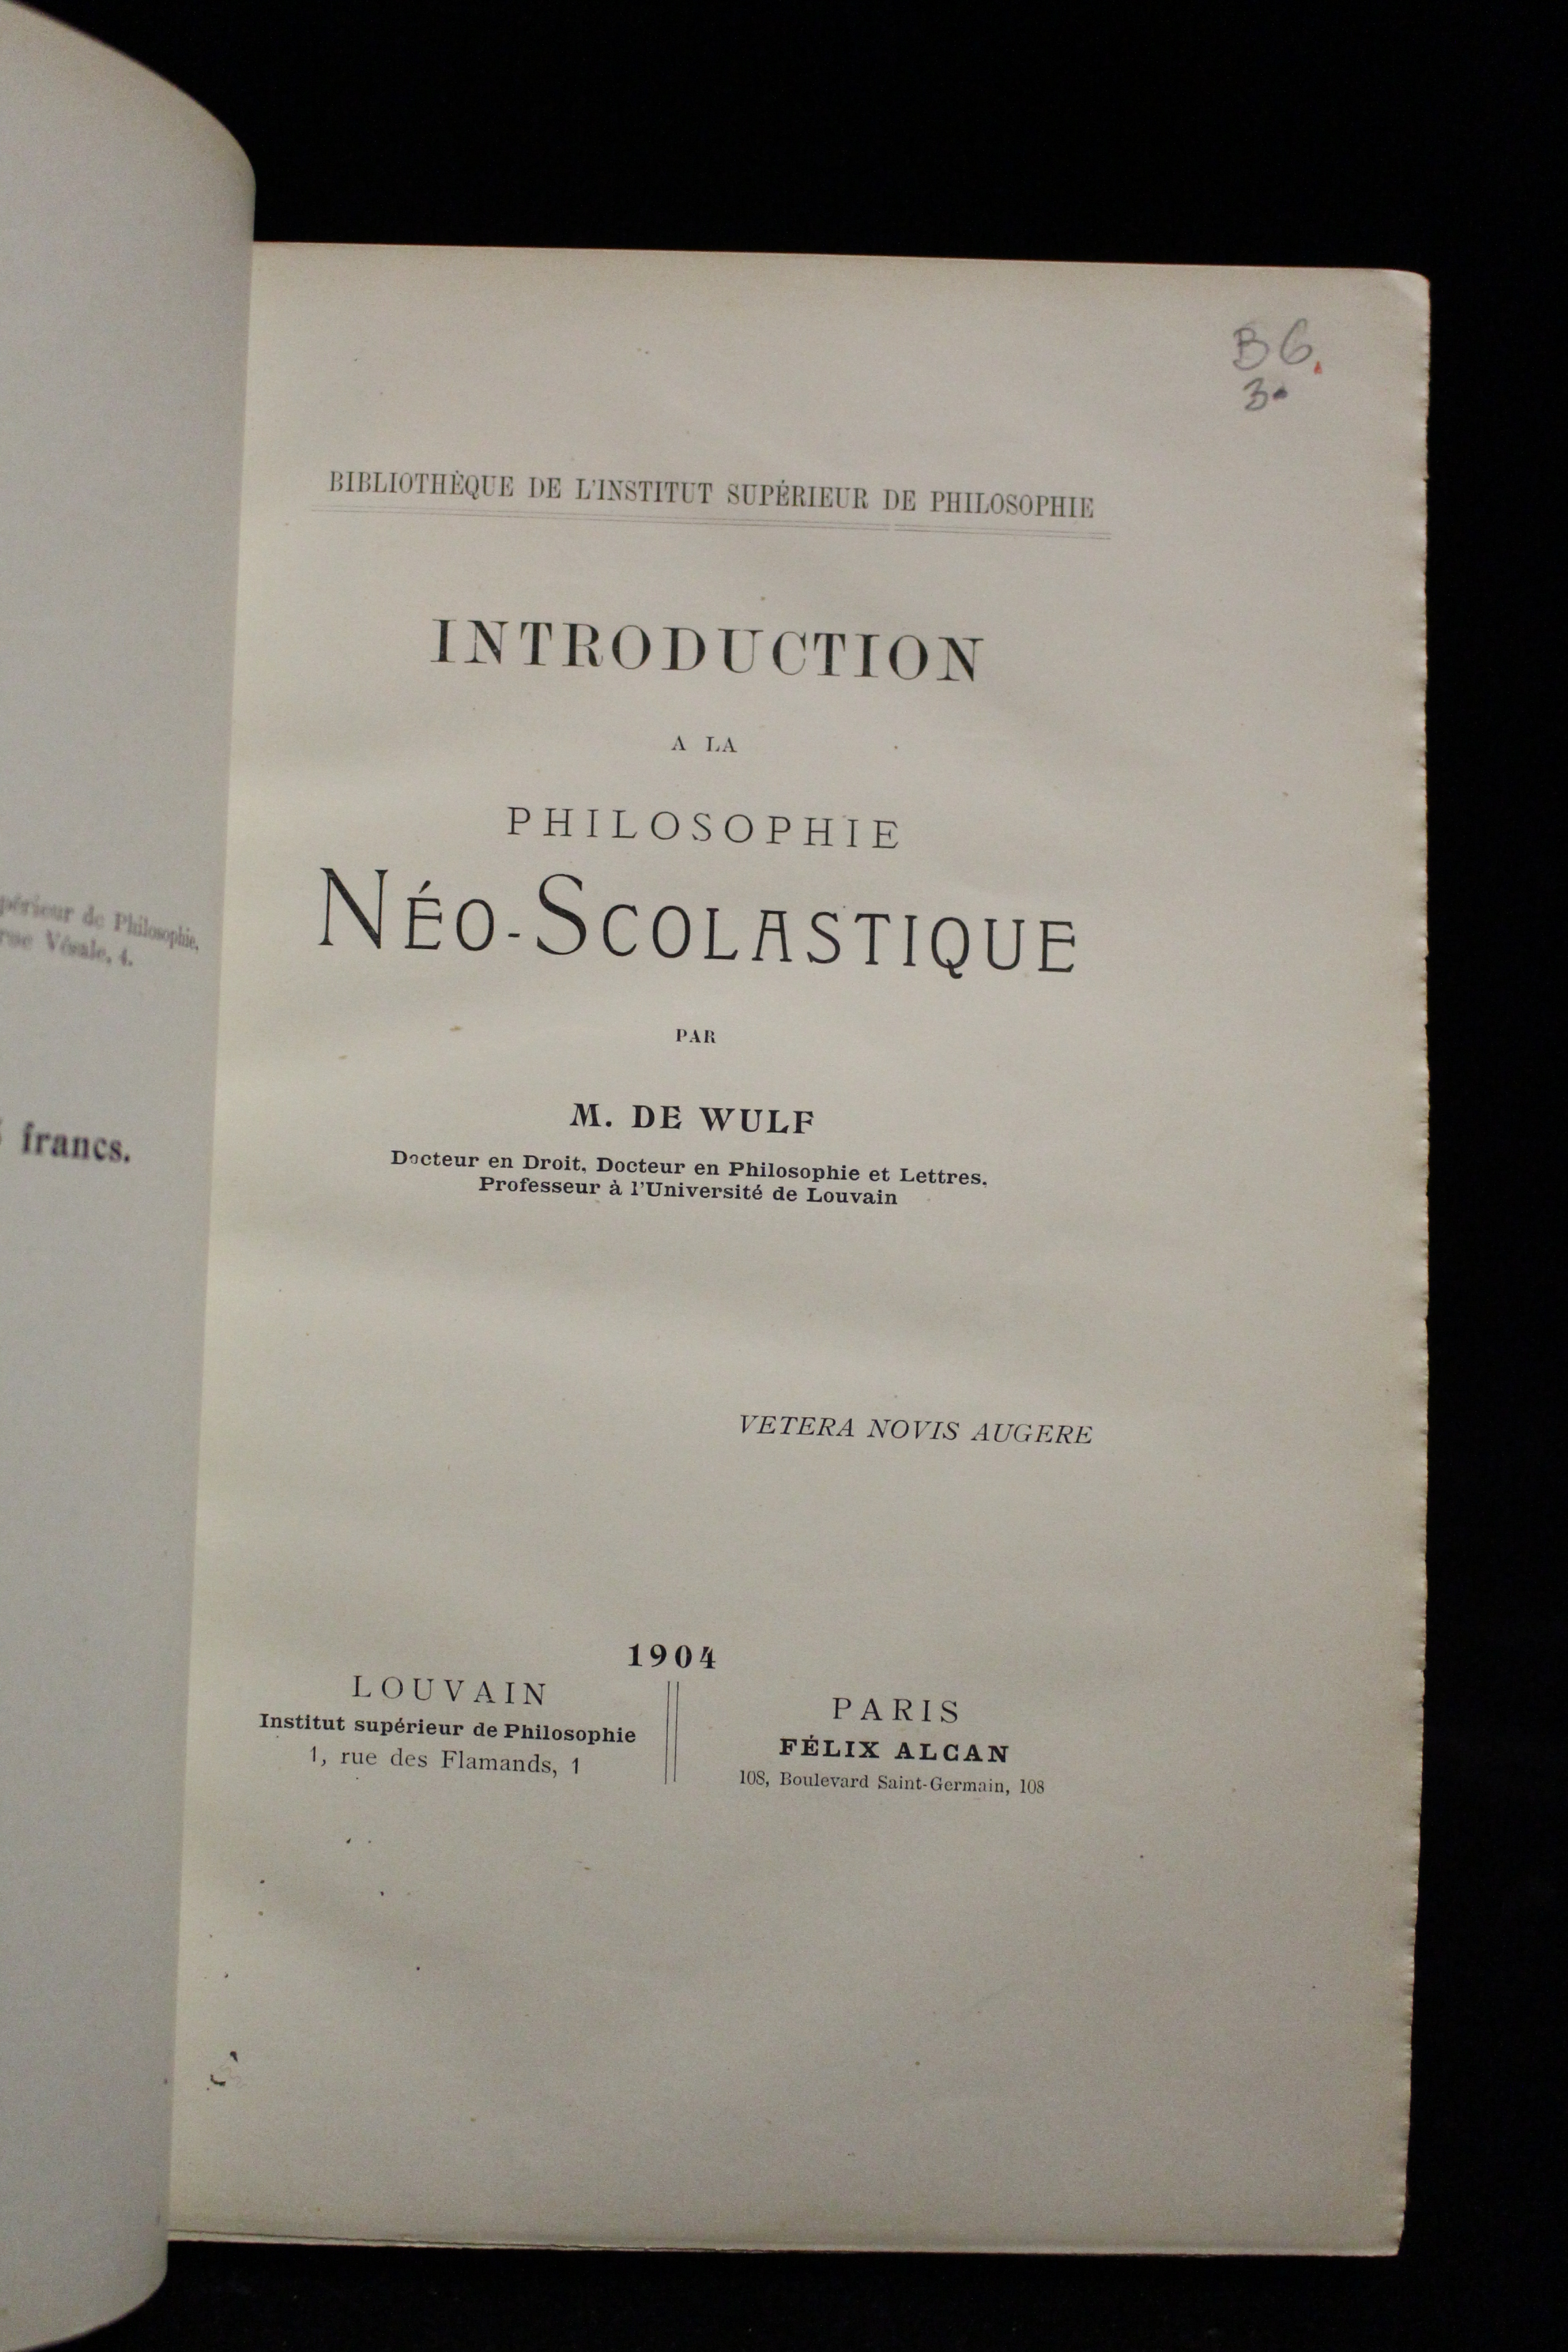 B6.
3.
BIBLIOTHÈQUE DE L'INSTITUT SUPÉRIEUR DE PHILOSOPHIE
INTRODUCTION
A LA
PHILOSOPHIE
NÉO-SCOLASTIQUE
PAR
M. DE WULF
Docteur en Droit, Docteur en Philosophie et Lettres,
Professeur à l'Université de Louvain
VETERA NOVIS AUGERE
1904
LOUVAIN
Institut supérieur de Philosophie
1, rue des Flamands, 1
PARIS
FÉLIX ALCAN
108, Boulevard Saint-Germain, 108
de Philosophie,
rue Vésale, 4.
francs.